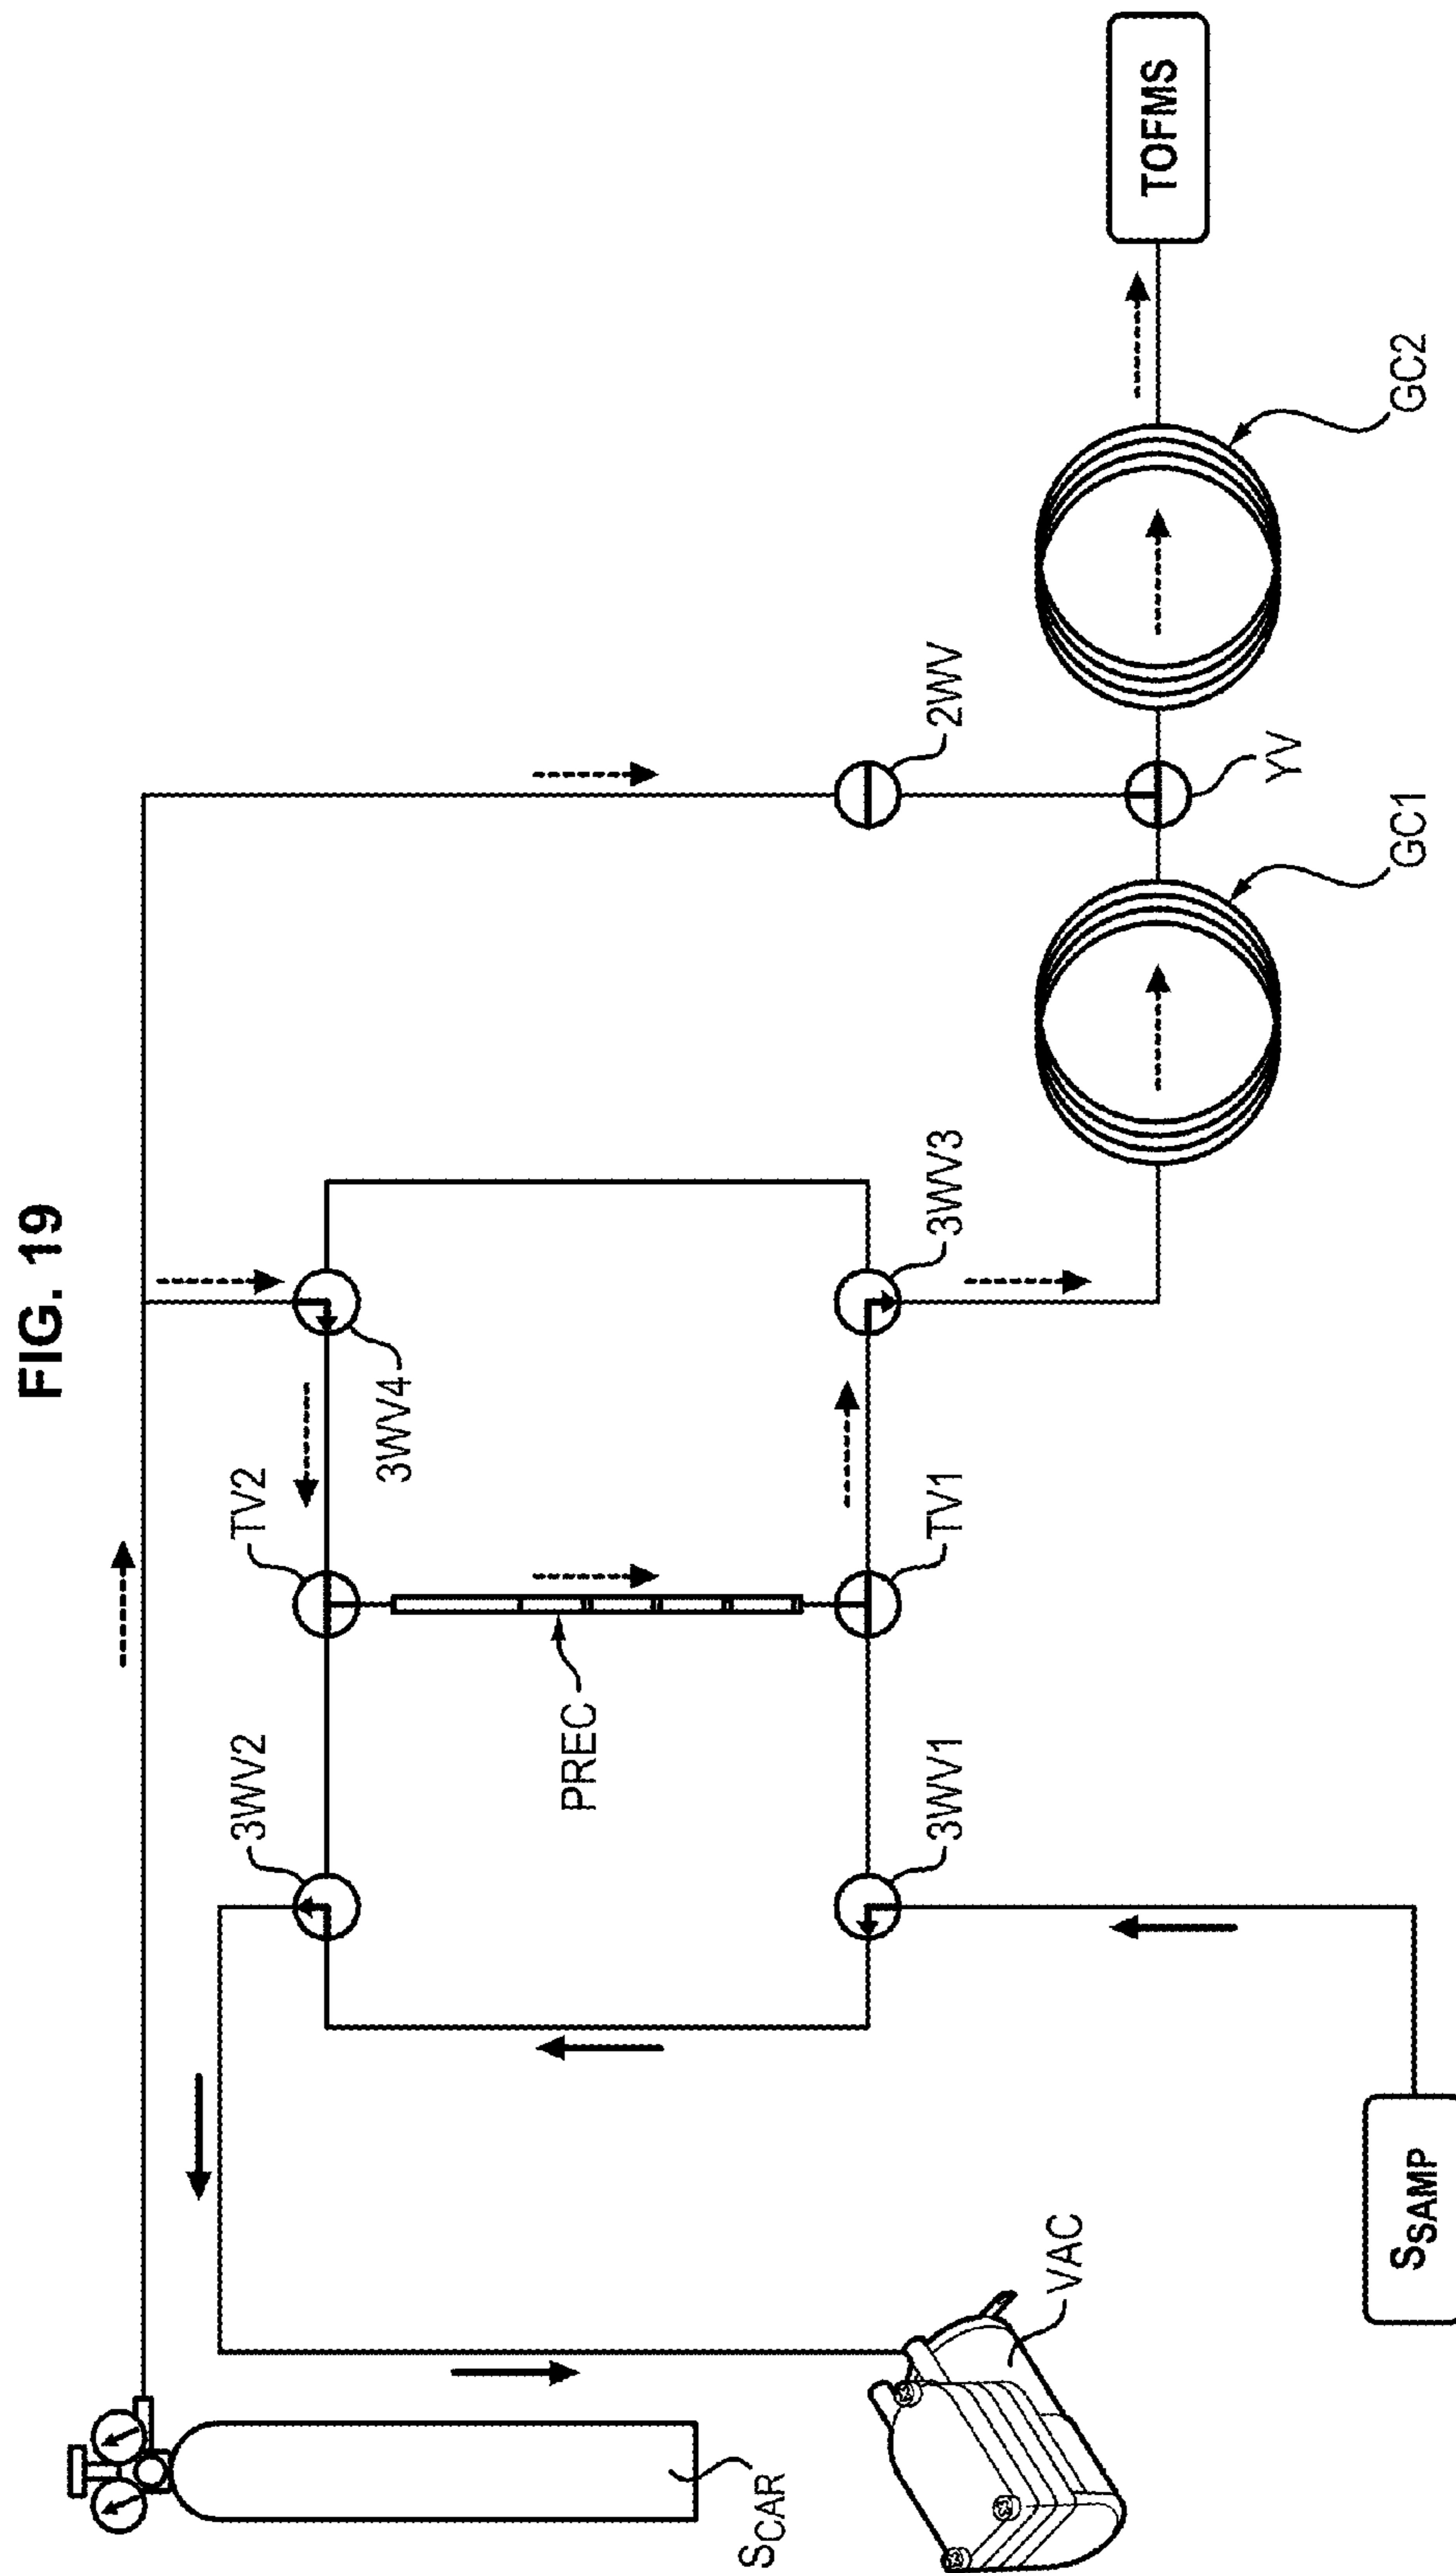 FIG. 19
SCAR
VAC
SSAMP
3WV2
3WV1
PREC
TV2
TV1
3WV4
3WV3
2WV
YV
GC1
GC2
TOFMS